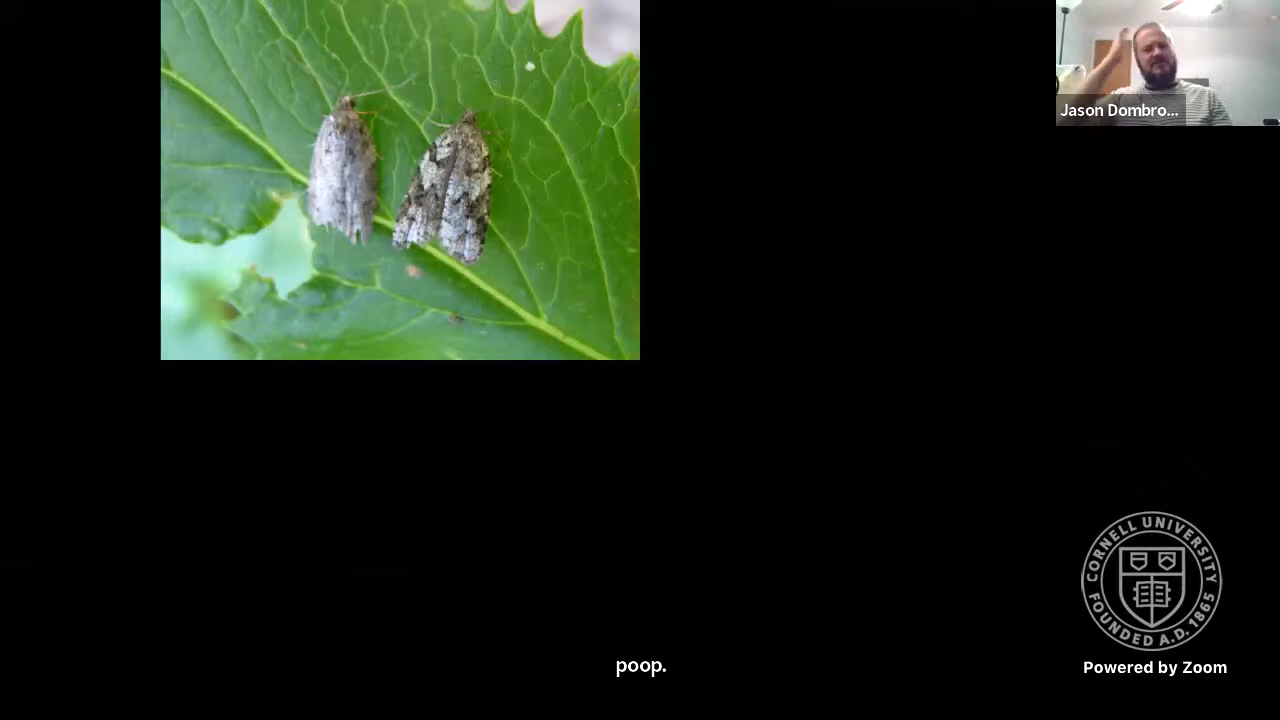 Jason Dombro...
CORNELL UNIVERSITY
FOUNDED A.D. 1865
Powered by Zoom
poop.